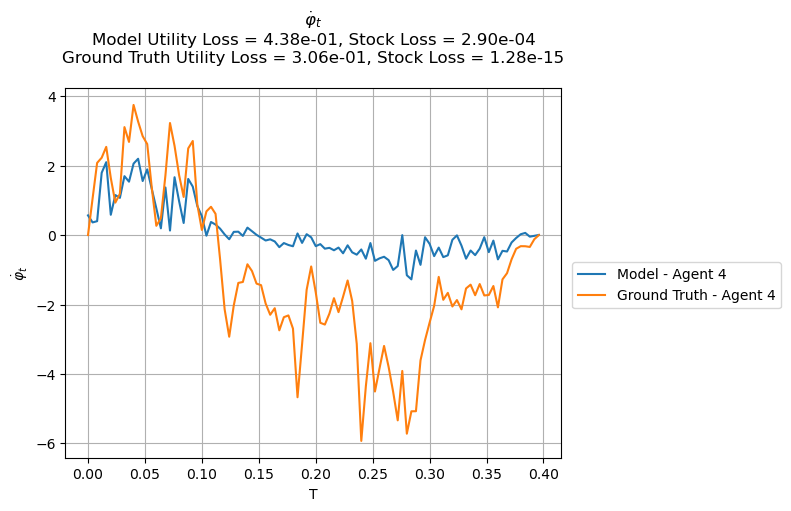 φ̇ₜ
Model Utility Loss = 4.38e-01, Stock Loss = 2.90e-04
Ground Truth Utility Loss = 3.06e-01, Stock Loss = 1.28e-15
4
2
0
−2
−4
−6
φ̇ₜ
0.00 0.05 0.10 0.15 0.20 0.25 0.30 0.35 0.40
T
Model - Agent 4
Ground Truth - Agent 4